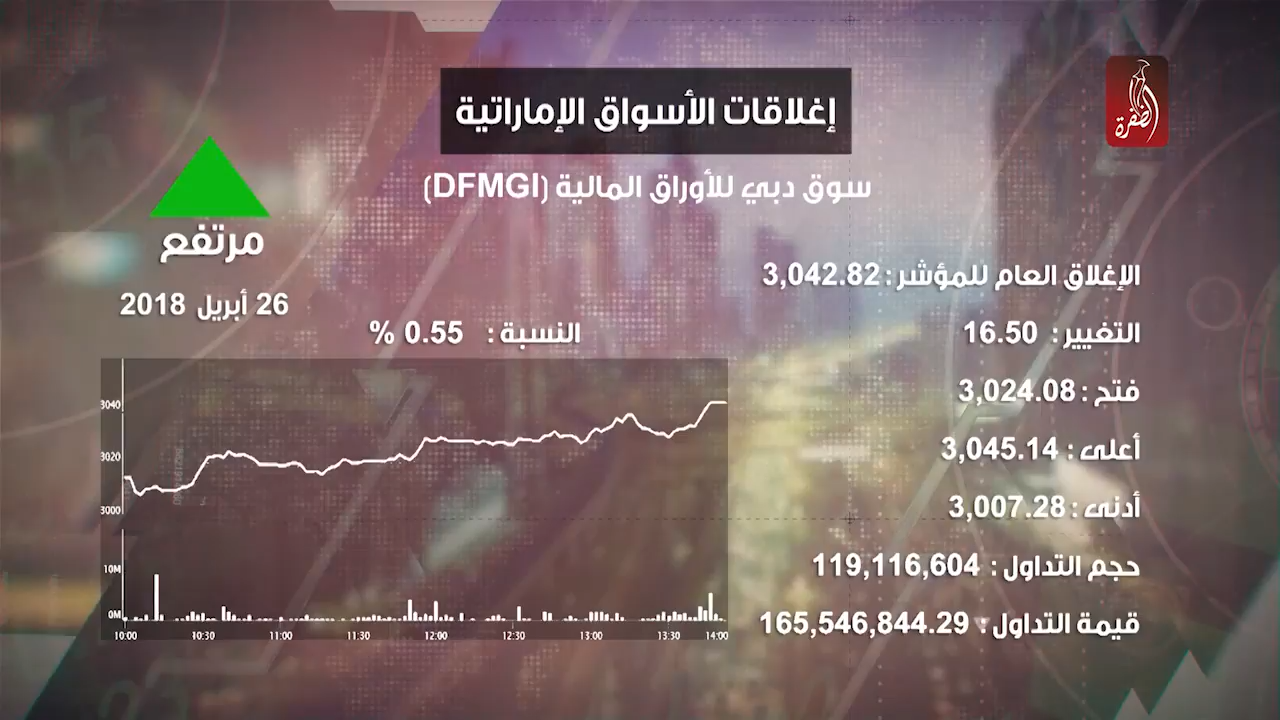 الظفرة
إغلاقات الأسواق الإماراتية
سوق دبي للأوراق المالية (DFMGI)
مرتفع
26 أبريل 2018
الإغلاق العام للمؤشر: 3,042.82
التغيير: 16.50
النسبة: 0.55 %
فتح: 3,024.08
أعلى: 3,045.14
أدنى: 3,007.28
حجم التداول: 119,116,604
قيمة التداول: 165,546,844.29
3040
3020
3000
10M
0M
10:00 10:30 11:00 11:30 12:00 12:30 13:00 13:30 14:00